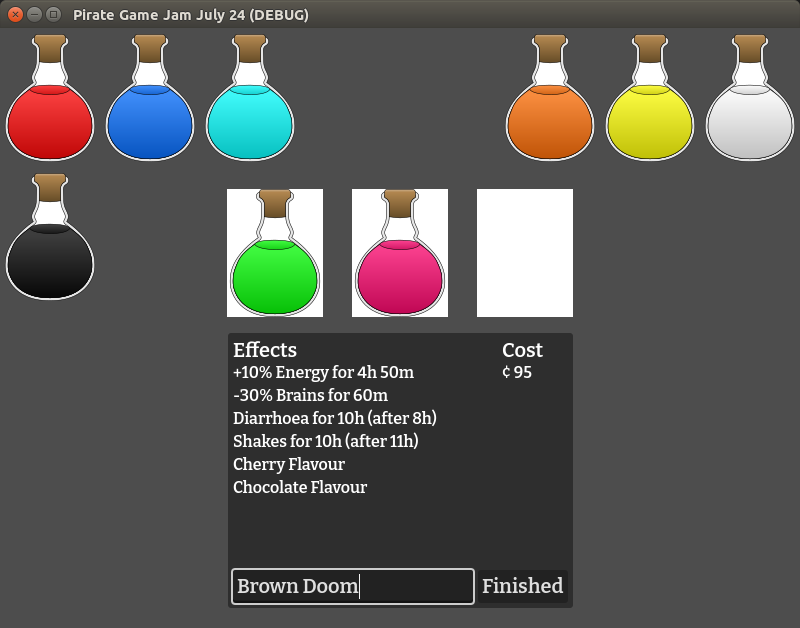 Pirate Game Jam July 24 (DEBUG)
Effects Cost
+10% Energy for 4h 50m ¢ 95
-30% Brains for 60m
Diarrhoea for 10h (after 8h)
Shakes for 10h (after 11h)
Cherry Flavour
Chocolate Flavour
Brown Doom Finished